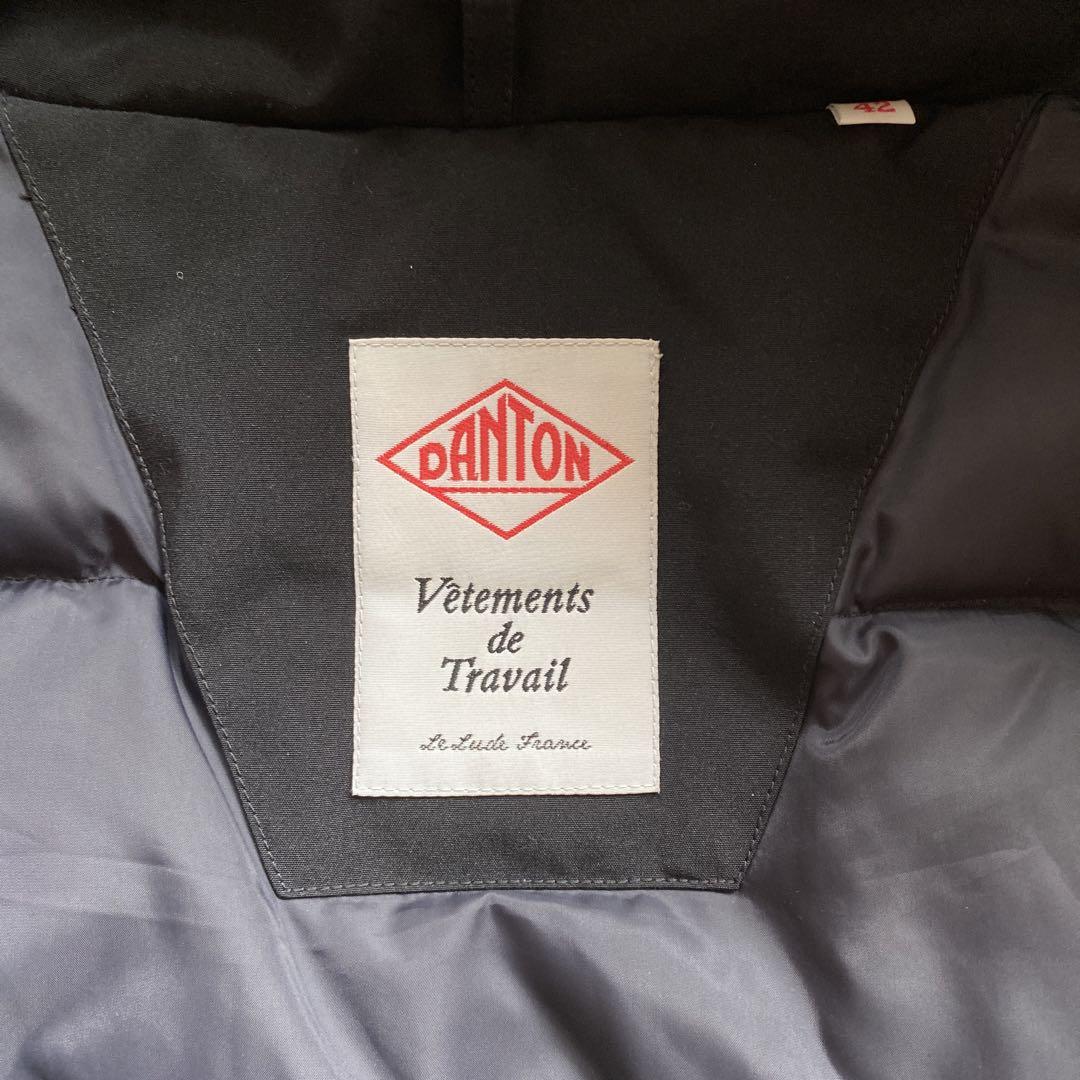 42
DANTON
Vêtements
de
Travail
Le Lude France